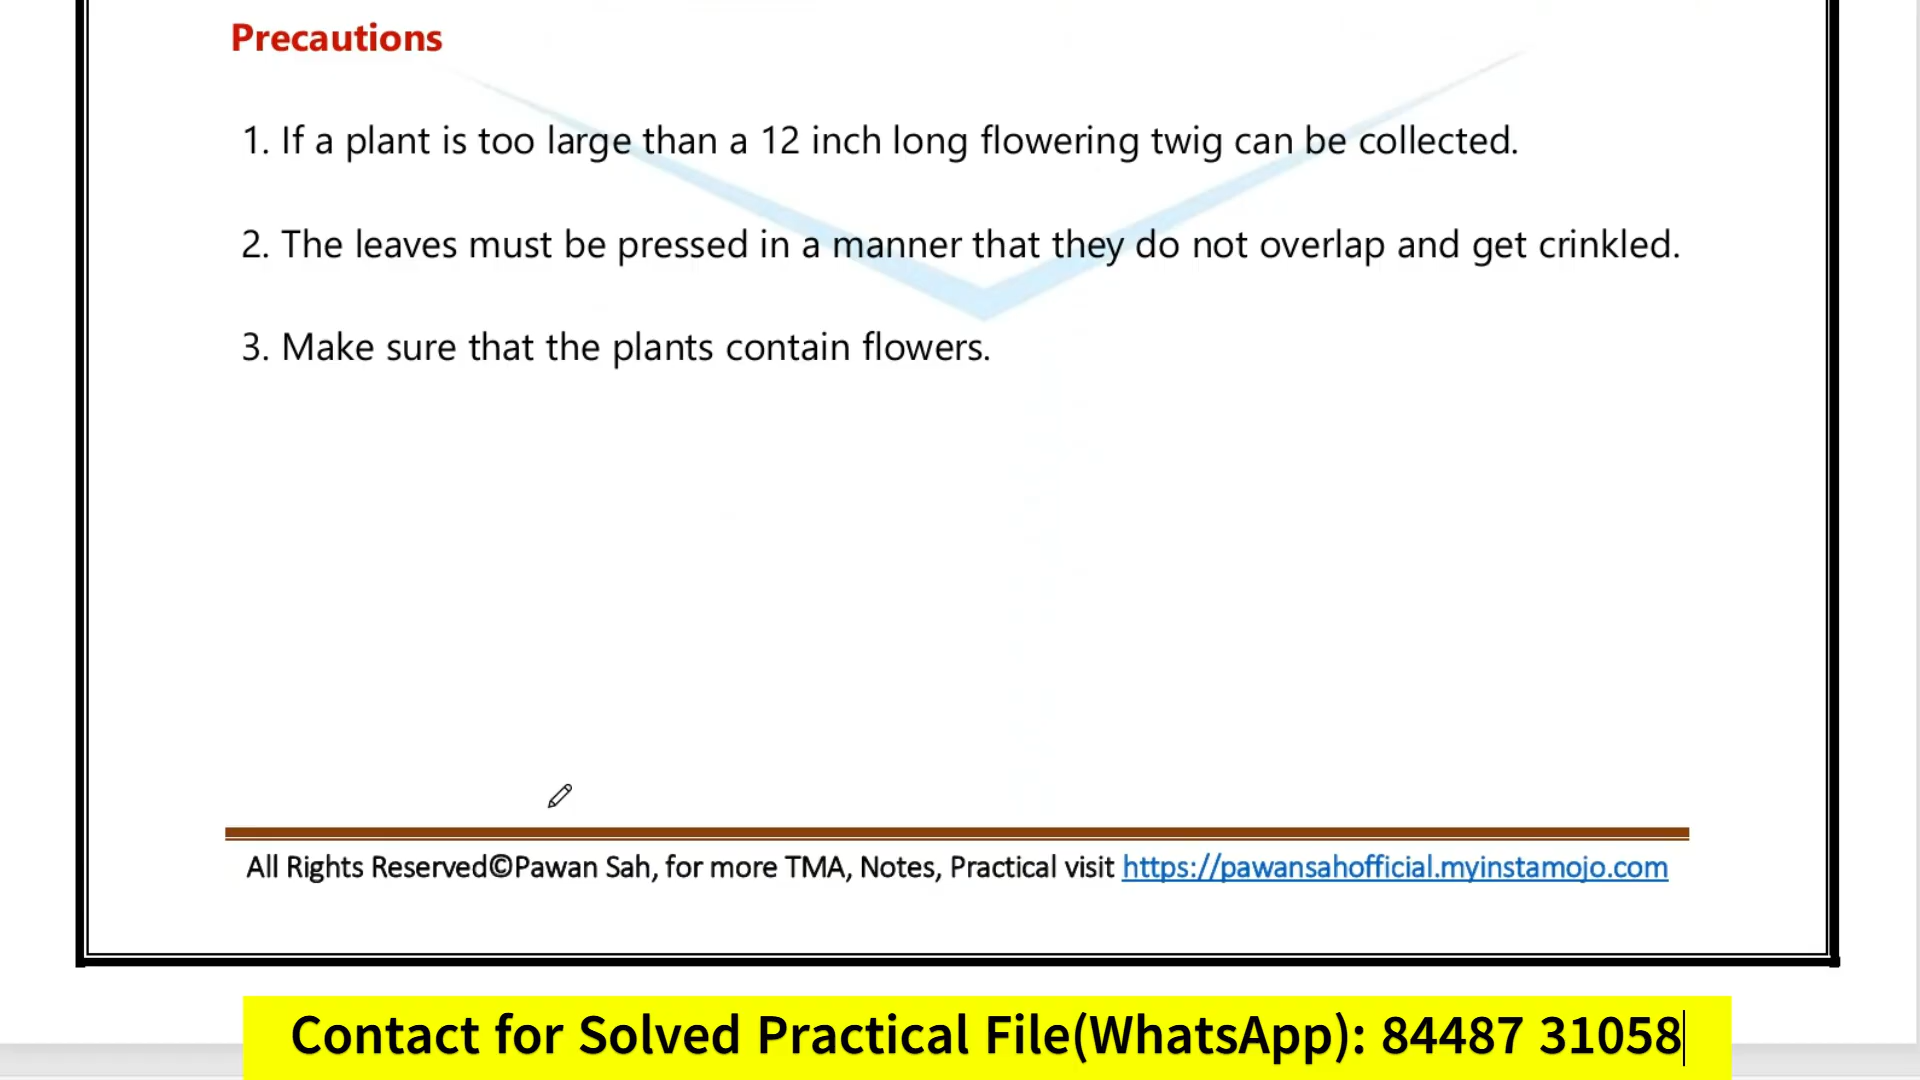 Precautions
1. If a plant is too large than a 12 inch long flowering twig can be collected.
2. The leaves must be pressed in a manner that they do not overlap and get crinkled.
3. Make sure that the plants contain flowers.
All Rights Reserved©Pawan Sah, for more TMA, Notes, Practical visit https://pawansahofficial.myinstamojo.com
Contact for Solved Practical File(WhatsApp): 84487 31058